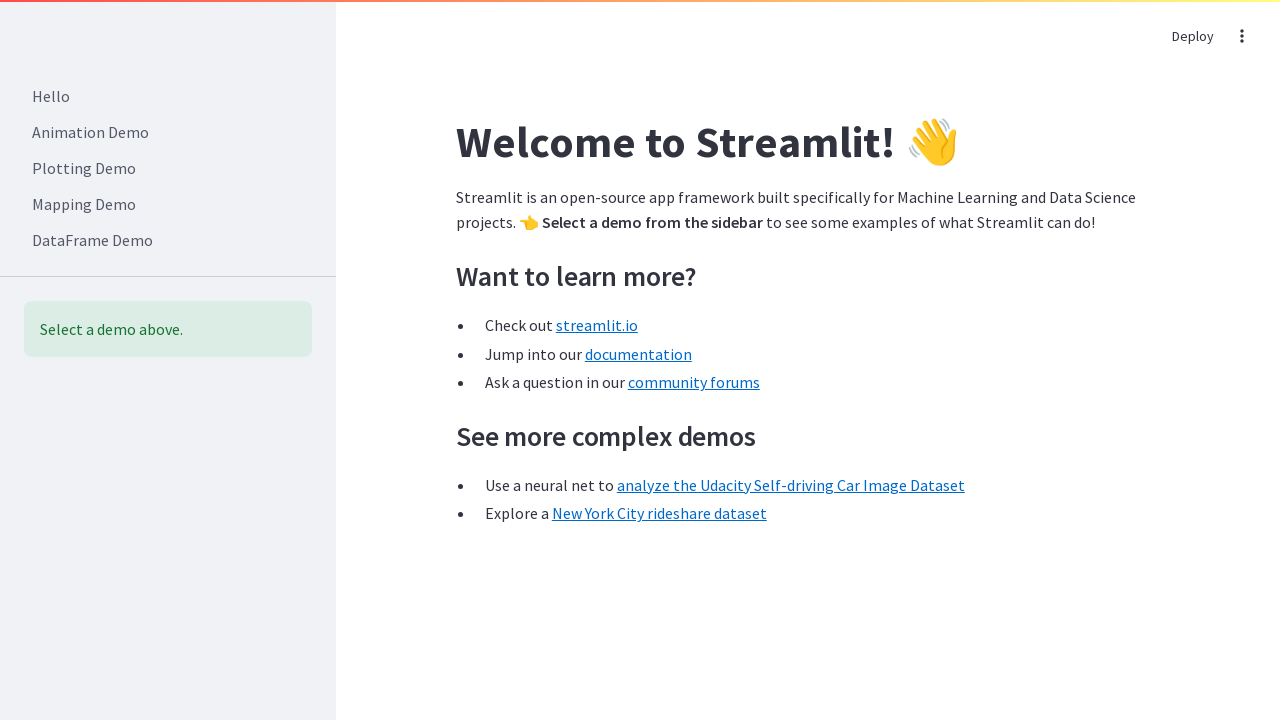 Deploy
Hello
Animation Demo
Plotting Demo
Mapping Demo
DataFrame Demo
Select a demo above.
Welcome to Streamlit! 👋
Streamlit is an open-source app framework built specifically for Machine Learning and Data Science
projects. 👈 Select a demo from the sidebar to see some examples of what Streamlit can do!
Want to learn more?
• Check out streamlit.io
• Jump into our documentation
• Ask a question in our community forums
See more complex demos
• Use a neural net to analyze the Udacity Self-driving Car Image Dataset
• Explore a New York City rideshare dataset